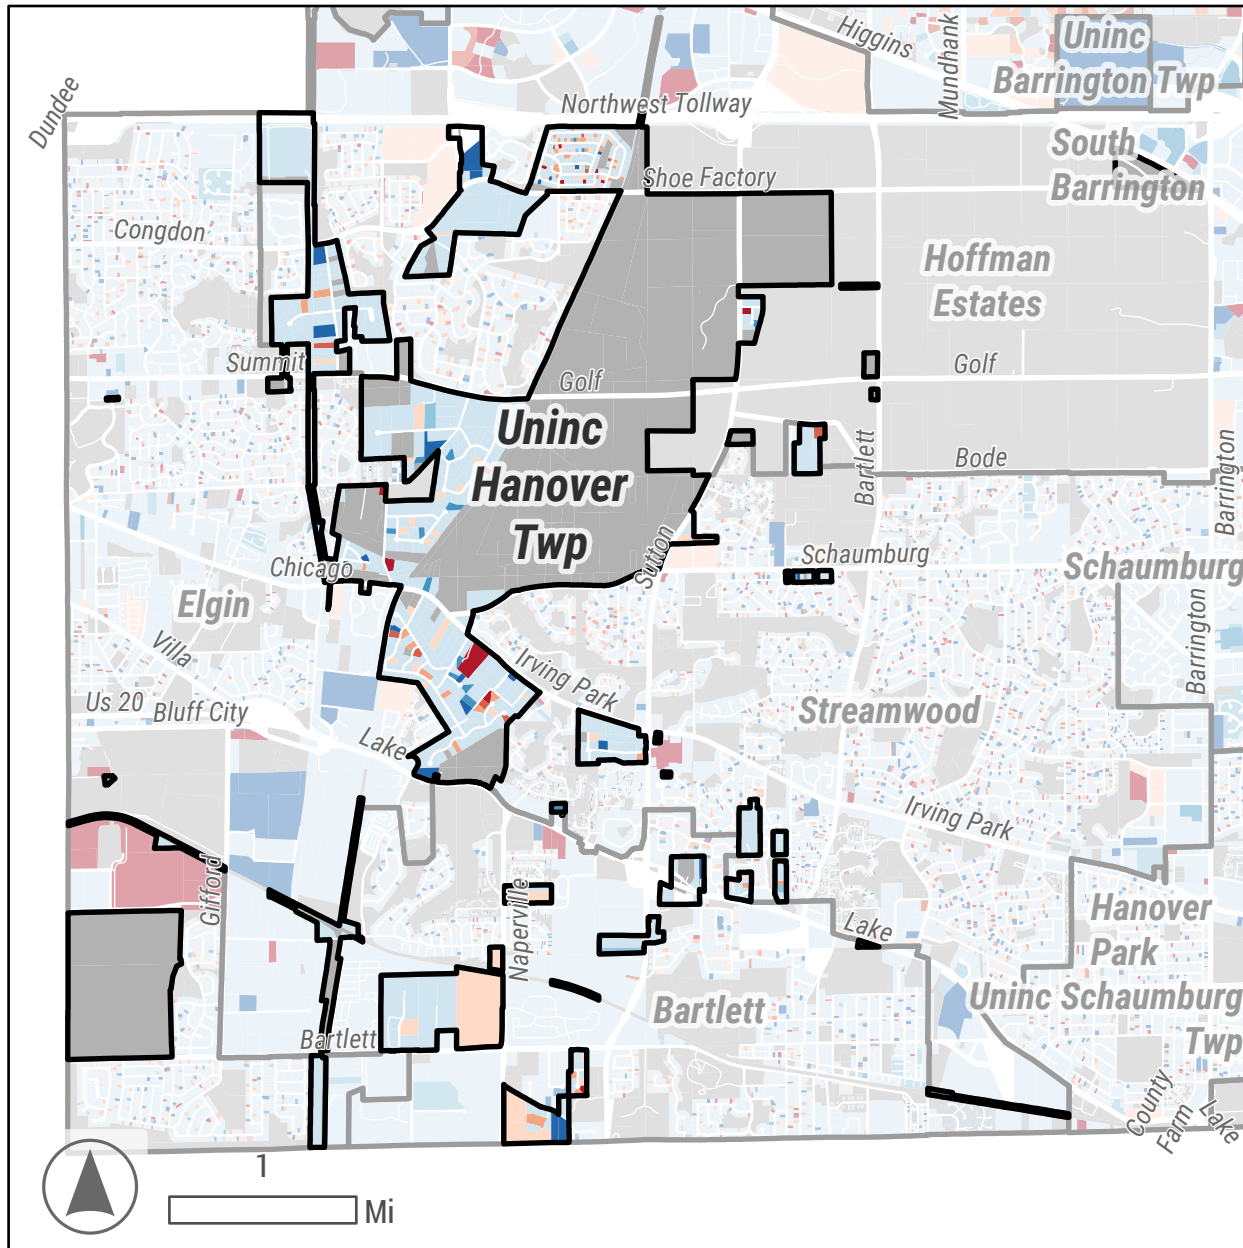 Higgins
Mundhank
Uninc
Barrington Twp
Dundee
Northwest Tollway
South
Barrington
Shoe Factory
Congdon
Hoffman
Estates
Summit
Golf
Golf
Uninc
Hanover
Twp
Bartlett
Bode
Barrington
Sutton
Schaumburg
Chicago
Schaumburg
Elgin
Villa
Irving Park
Barrington
Us 20
Bluff City
Streamwood
Lake
Irving Park
Gifford
Naperville
Hanover
Park
Lake
Bartlett
Uninc Schaumburg
Twp
Bartlett
County
Farm
Lake
1
Mi